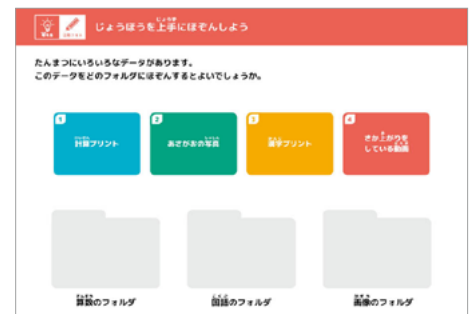 じょうほうを上手にほぞんしよう
たんまつにいろいろなデータがあります。
このデータをどのフォルダにほぞんするとよいでしょうか。
1
計算プリント
2
あさがおの写真
3
漢字プリント
4
さか上がりを
している動画
算数のフォルダ
国語のフォルダ
画像のフォルダ